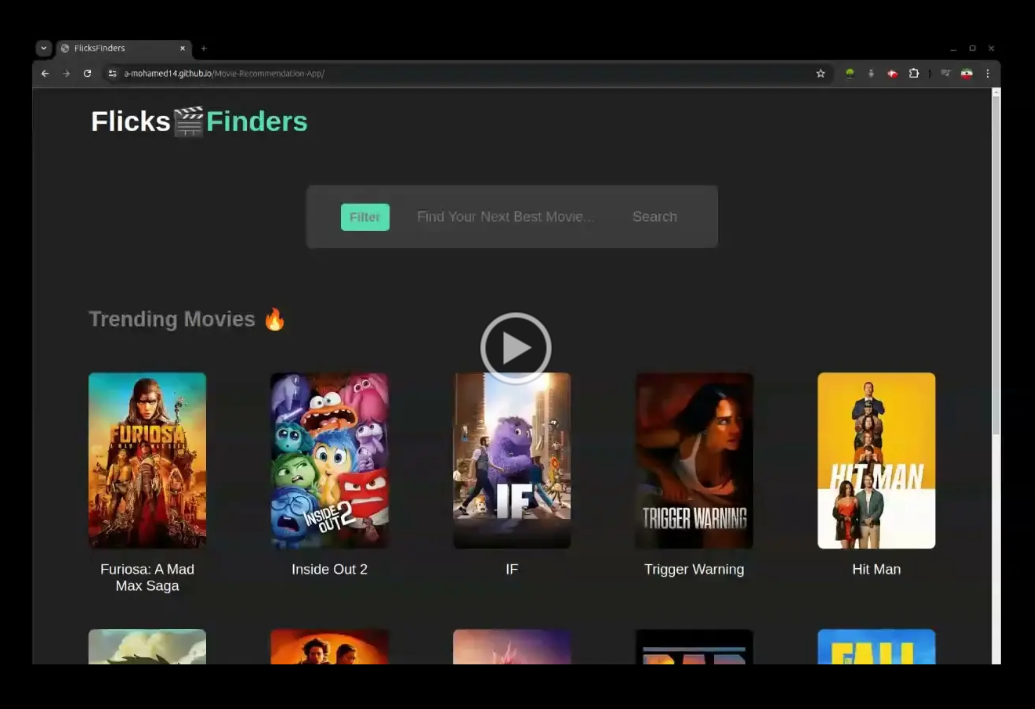 FlicksFinders
a-mohamed14.github.io/Movie-Recommendation-App/
Flicks Finders
Filter
Find Your Next Best Movie...
Search
Trending Movies
FURIOSA
INSIDE
OUT 2
IF
TRIGGER WARNING
HIT MAN
Furiosa: A Mad
Max Saga
Inside Out 2
IF
Trigger Warning
Hit Man
BAD
FALL